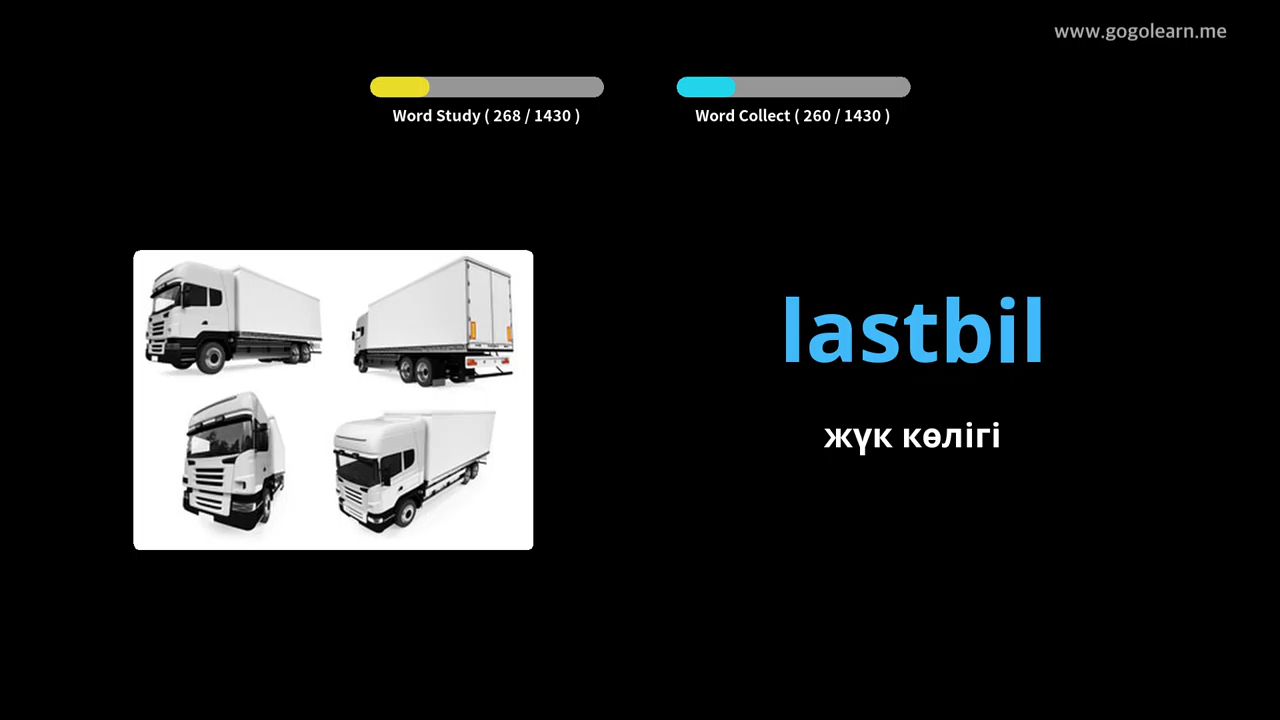 www.gogolearn.me
Word Study ( 268 / 1430 )
Word Collect ( 260 / 1430 )
lastbil
жүк көлігі